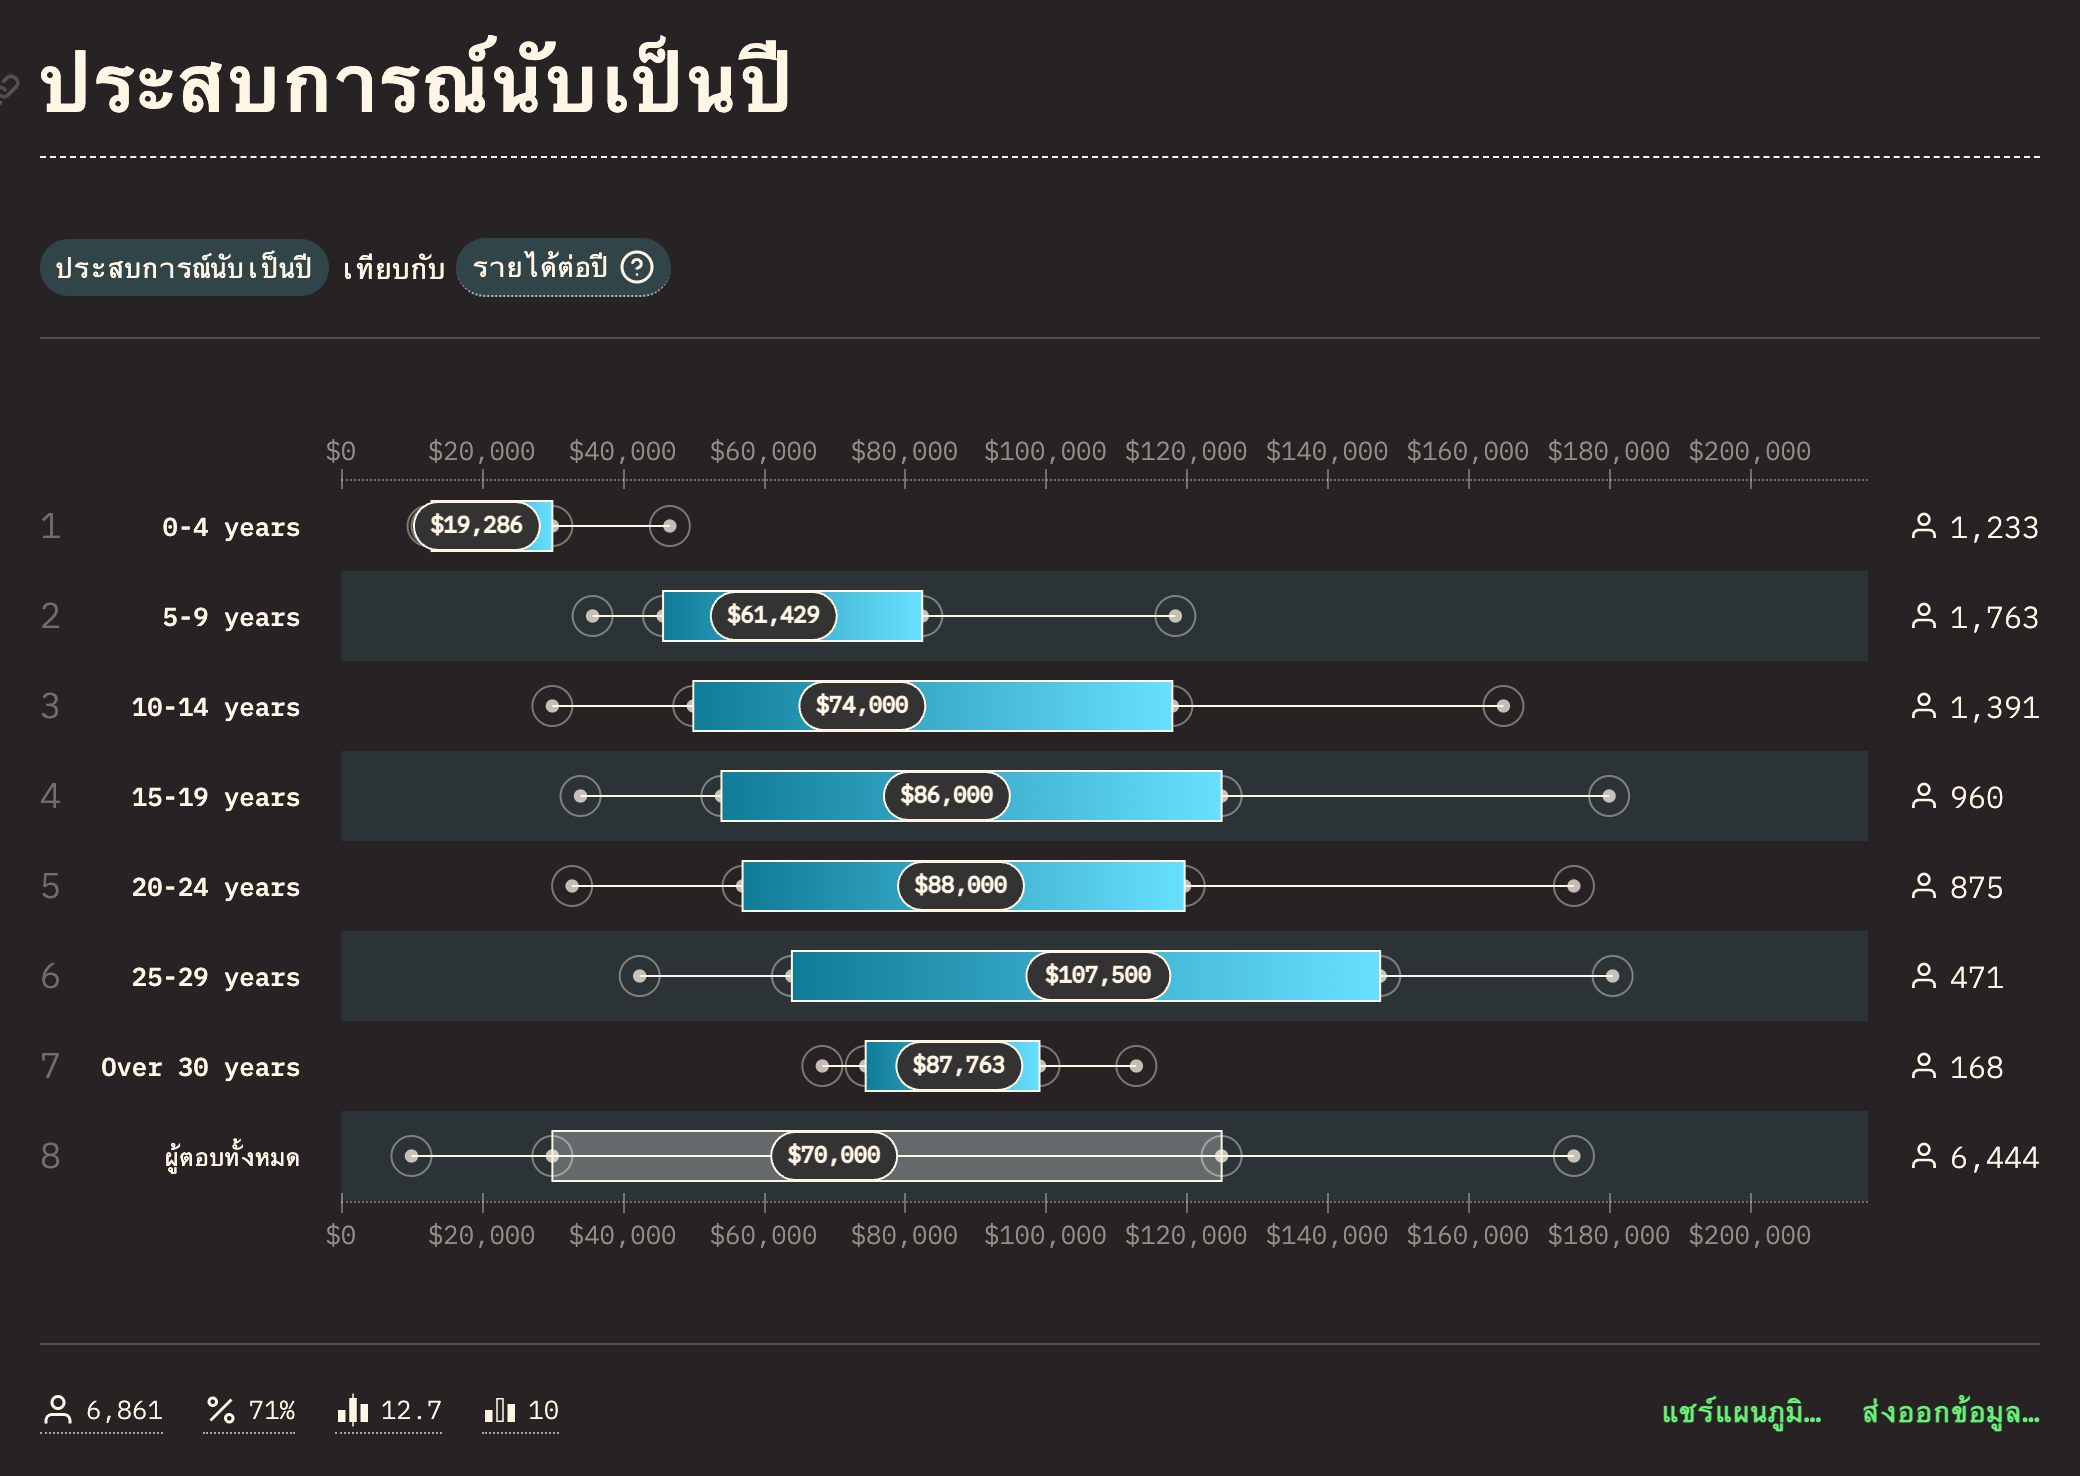 ประสบการณ์นับเป็นปี
ประสบการณ์นับเป็นปี เทียบกับ รายได้ต่อปี ?
$0 $20,000 $40,000 $60,000 $80,000 $100,000 $120,000 $140,000 $160,000 $180,000 $200,000
1 0-4 years $19,286 1,233
2 5-9 years $61,429 1,763
3 10-14 years $74,000 1,391
4 15-19 years $86,000 960
5 20-24 years $88,000 875
6 25-29 years $107,500 471
7 Over 30 years $87,763 168
8 ผู้ตอบทั้งหมด $70,000 6,444
$0 $20,000 $40,000 $60,000 $80,000 $100,000 $120,000 $140,000 $160,000 $180,000 $200,000
6,861 % 71% 12.7 10 แชร์แผนภูมิ… ส่งออกข้อมูล…